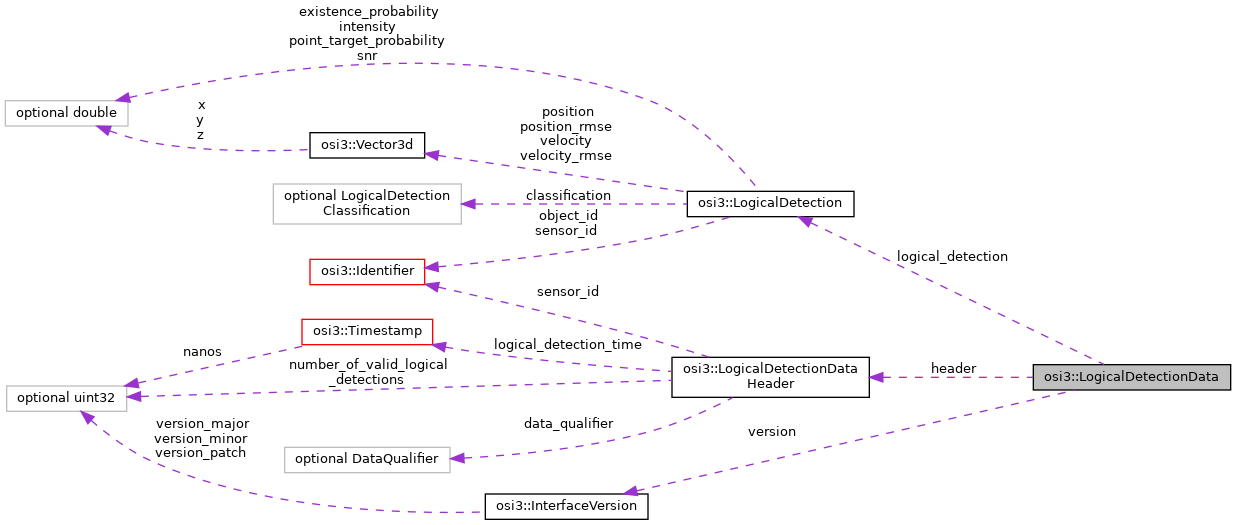 existence_probability
intensity
point_target_probability
snr
optional double
x
y
z
osi3::Vector3d
position
position_rmse
velocity
velocity_rmse
optional LogicalDetection
Classification
classification
osi3::LogicalDetection
object_id
sensor_id
logical_detection
osi3::Identifier
sensor_id
osi3::Timestamp
logical_detection_time
nanos
number_of_valid_logical
_detections
osi3::LogicalDetectionData
Header
header
osi3::LogicalDetectionData
optional uint32
version_major
version_minor
version_patch
data_qualifier
version
optional DataQualifier
osi3::InterfaceVersion